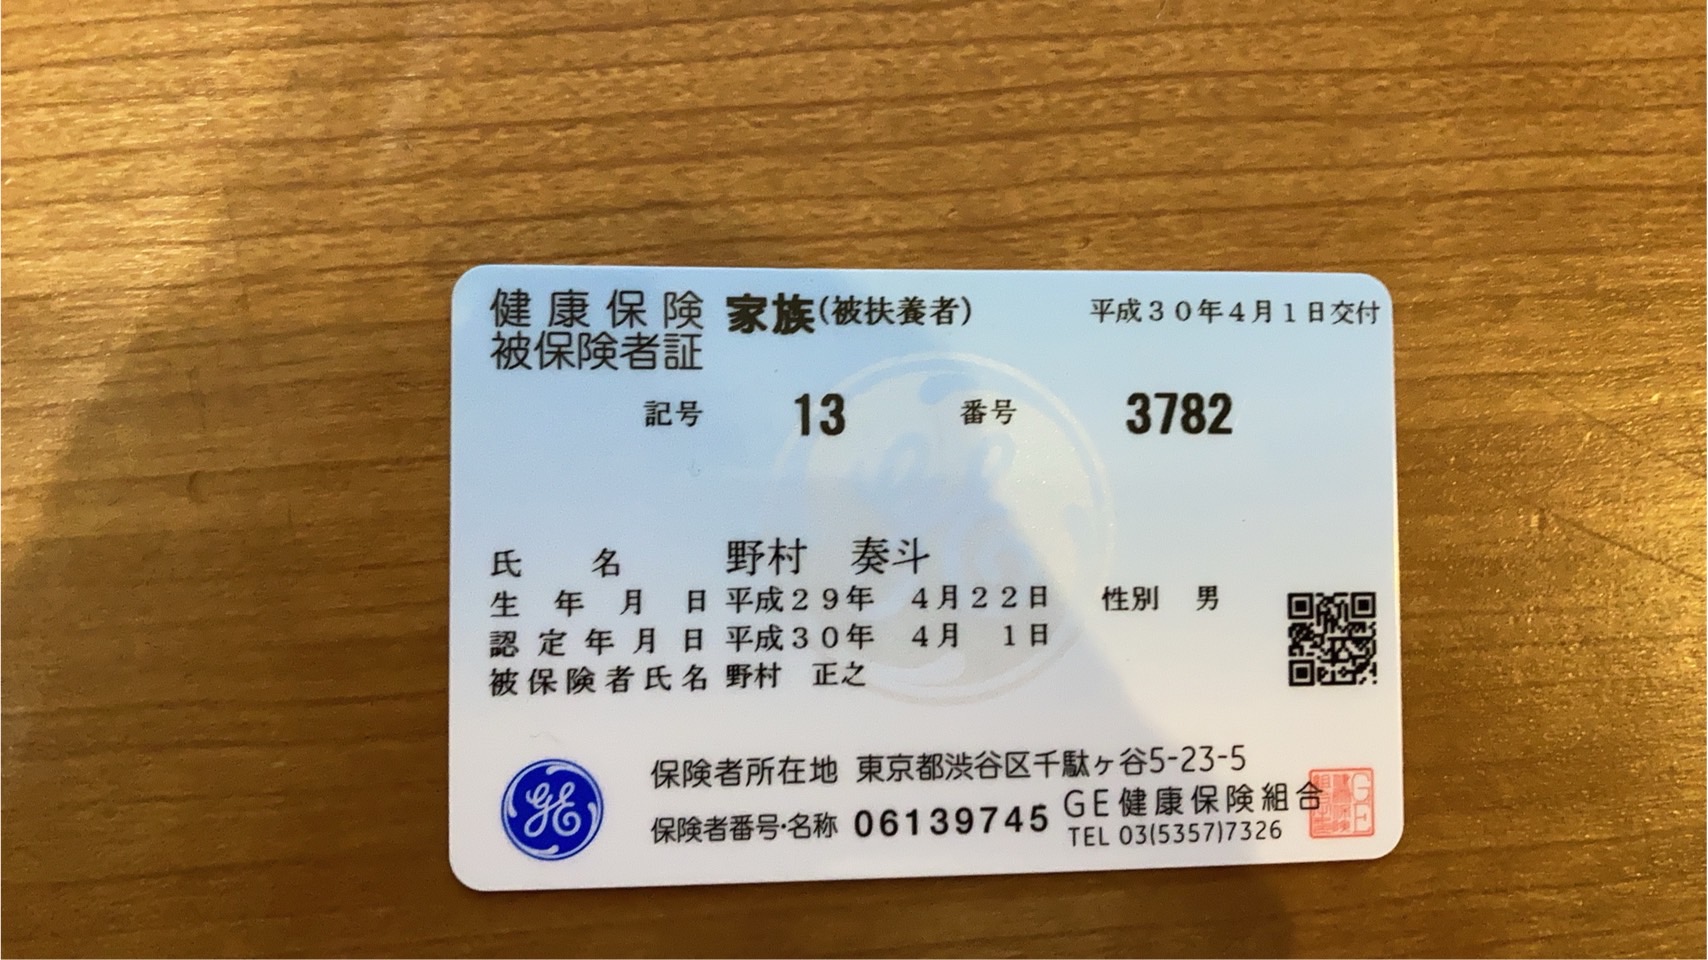 健康保険 家族(被扶養者) 平成30年4月1日交付
被保険者証
記号 13 番号 3782
氏名 野村 奏斗
生年月日 平成29年 4月22日 性別 男
認定年月日 平成30年 4月 1日
被保険者氏名 野村 正之
保険者所在地 東京都渋谷区千駄ヶ谷5-23-5
保険者番号・名称 06139745 GE健康保険組合
TEL 03(5357)7326
GE